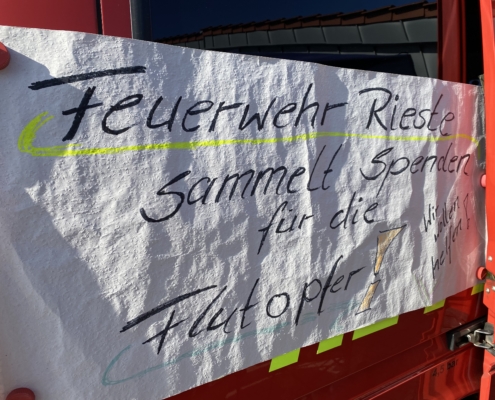 Feuerwehr Rieste
Sammelt Spenden
für die
Flutopfer!
Wir
wollen
helfen!